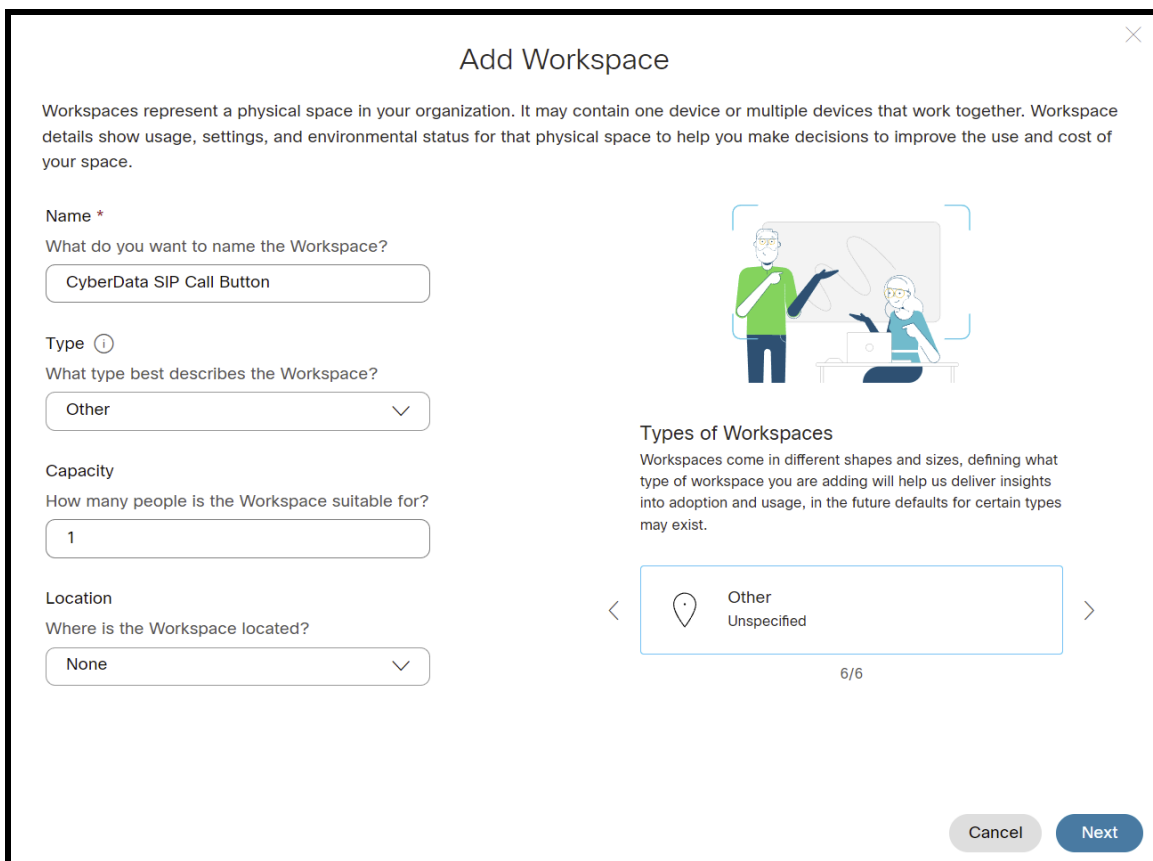 Add Workspace
Workspaces represent a physical space in your organization. It may contain one device or multiple devices that work together. Workspace
details show usage, settings, and environmental status for that physical space to help you make decisions to improve the use and cost of
your space.
Name *
What do you want to name the Workspace?
CyberData SIP Call Button
Type
What type best describes the Workspace?
Other
Capacity
How many people is the Workspace suitable for?
1
Location
Where is the Workspace located?
None
Types of Workspaces
Workspaces come in different shapes and sizes, defining what
type of workspace you are adding will help us deliver insights
into adoption and usage, in the future defaults for certain types
may exist.
Other
Unspecified
6/6
Cancel
Next